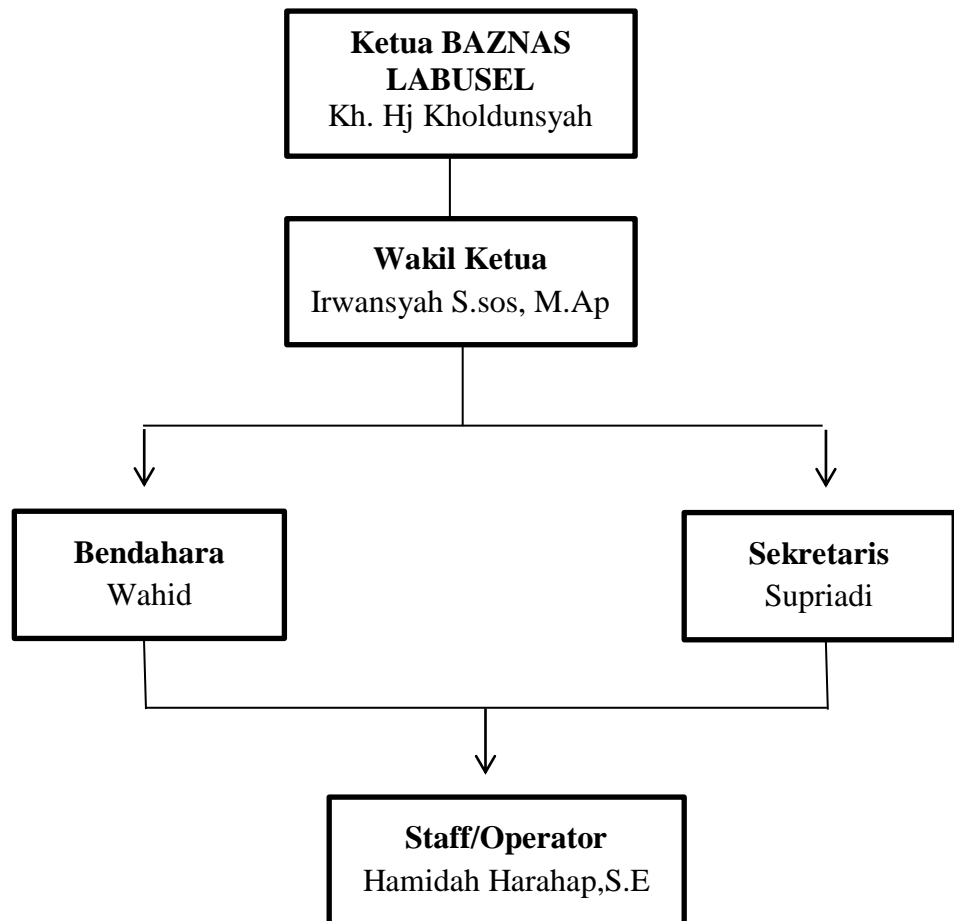 Ketua BAZNAS
LABUSEL
Kh. Hj Kholdunsyah
Wakil Ketua
Irwansyah S.sos, M.Ap
Bendahara
Wahid
Sekretaris
Supriadi
Staff/Operator
Hamidah Harahap,S.E